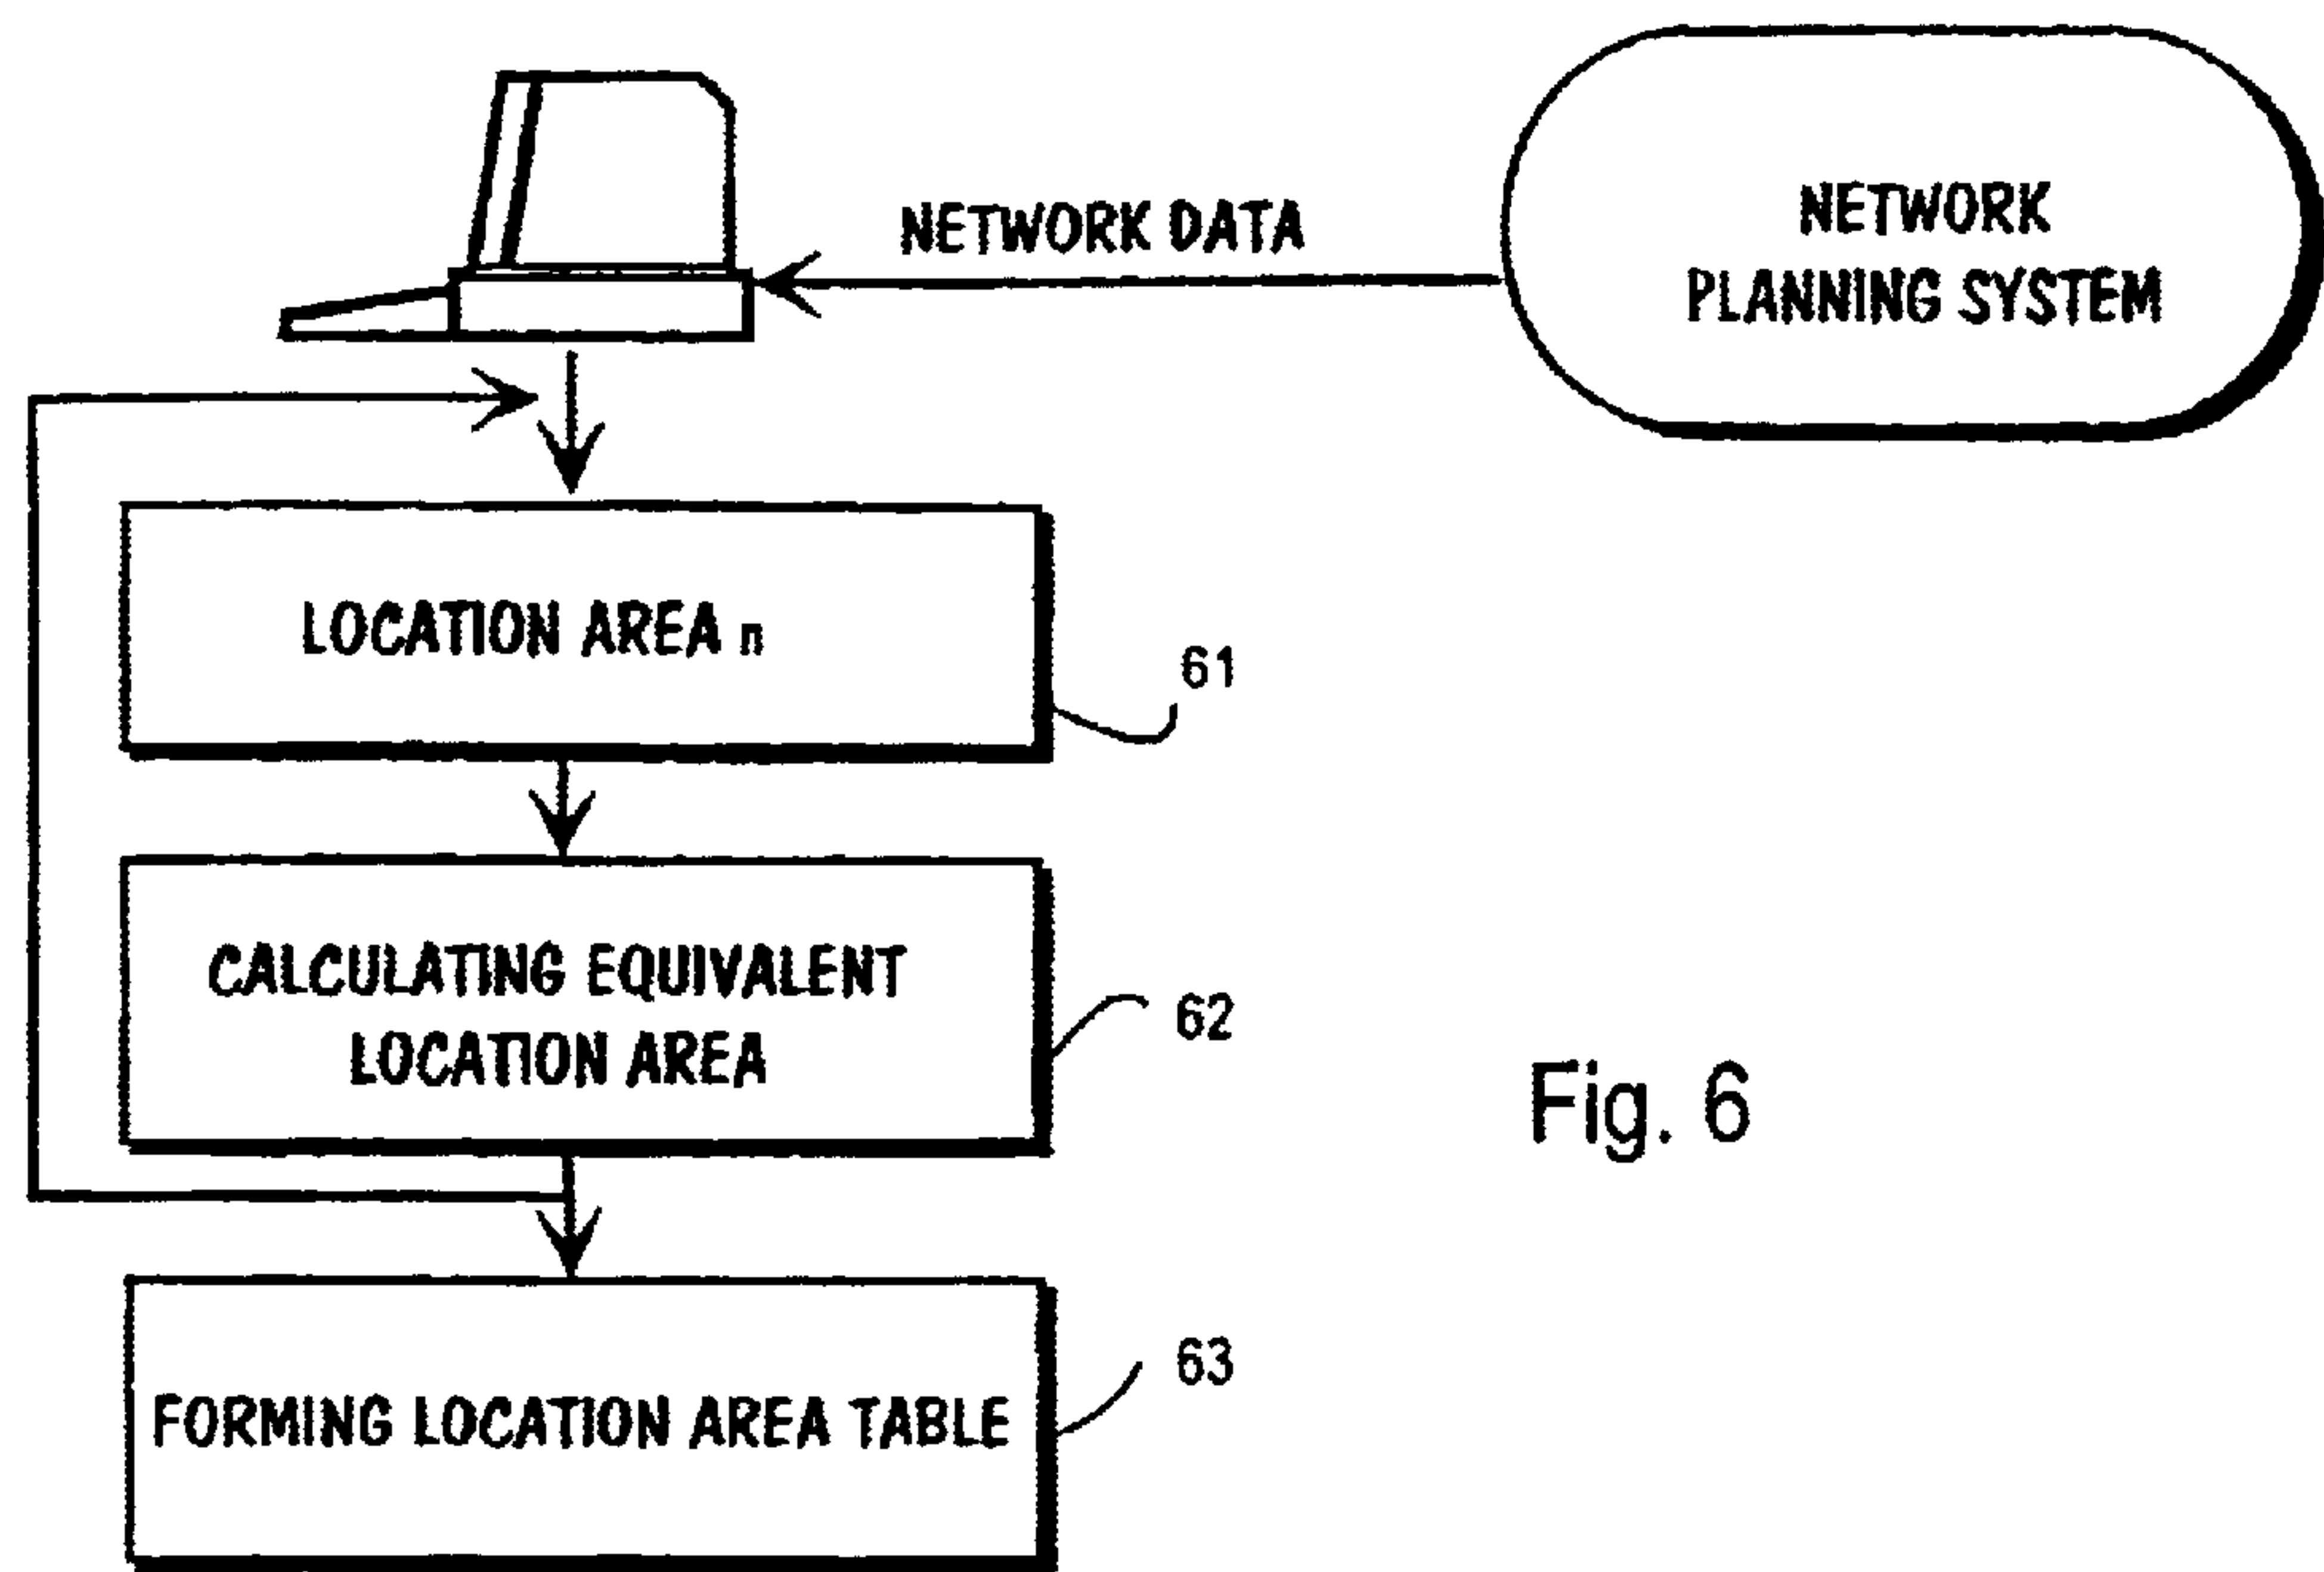 NETWORK DATA
NETWORK
PLANNING SYSTEM
LOCATION AREA n
61
CALCULATING EQUIVALENT
LOCATION AREA
62
Fig. 6
FORMING LOCATION AREA TABLE
63